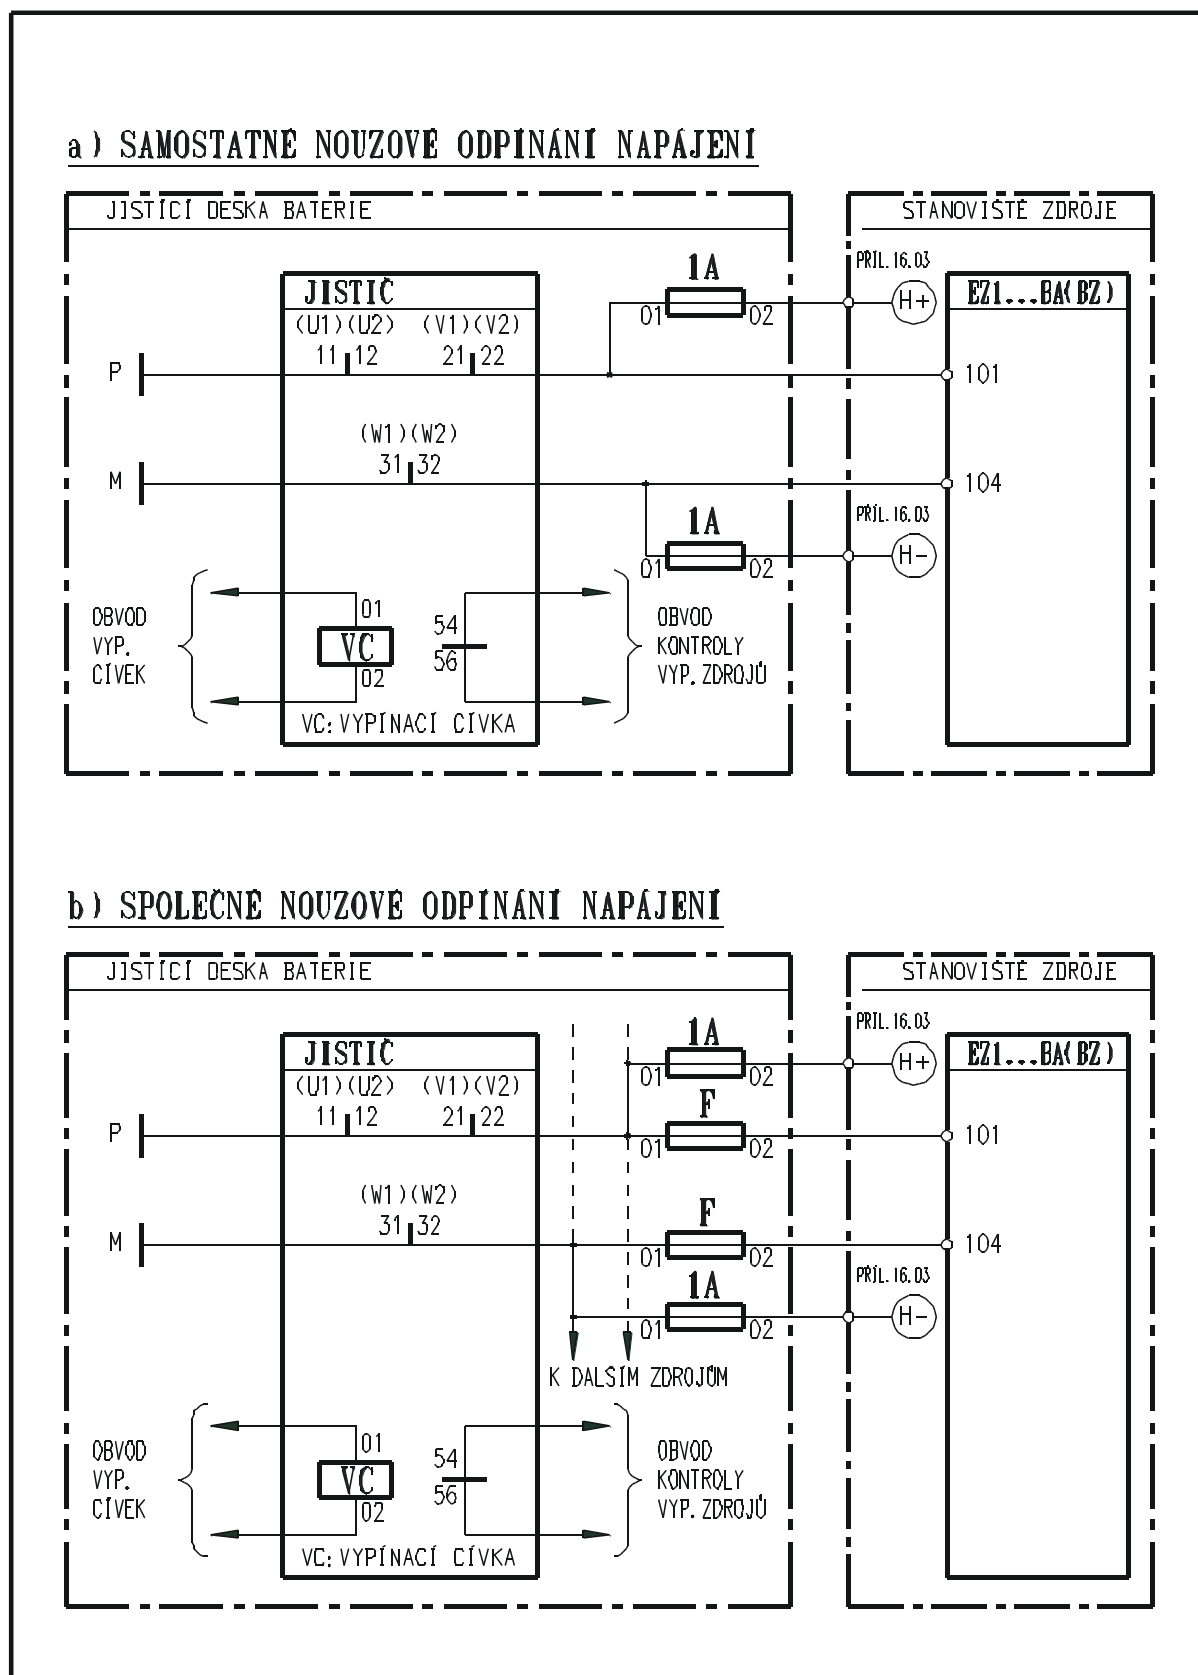 a) SAMOSTATNÉ NOUZOVÉ ODPÍNÁNÍ NAPÁJENÍ
JISTÍCÍ DESKA BATERIE
STANOVIŠTĚ ZDROJE
1A
PŘÍL.16.03
JISTIČ
01 02
H+
EZ1...BA(BZ)
(U1)(U2) (V1)(V2)
11 12 21 22
P
101
(W1)(W2)
31 32
M
104
1A
PŘÍL.16.03
01 02
H-
OBVOD
VYP.
CÍVEK
01
VC
02
54
56
OBVOD
KONTROLY
VYP.ZDROJŮ
VC:VYPÍNACÍ CÍVKA
b) SPOLEČNÉ NOUZOVÉ ODPÍNÁNÍ NAPÁJENÍ
JISTÍCÍ DESKA BATERIE
STANOVIŠTĚ ZDROJE
1A
PŘÍL.16.03
JISTIČ
01 02
H+
EZ1...BA(BZ)
(U1)(U2) (V1)(V2)
11 12 21 22
F
P
01 02
101
(W1)(W2)
31 32
F
M
01 02
104
1A
PŘÍL.16.03
01 02
H-
K DALŠÍM ZDROJŮM
OBVOD
VYP.
CÍVEK
01
VC
02
54
56
OBVOD
KONTROLY
VYP.ZDROJŮ
VC:VYPÍNACÍ CÍVKA